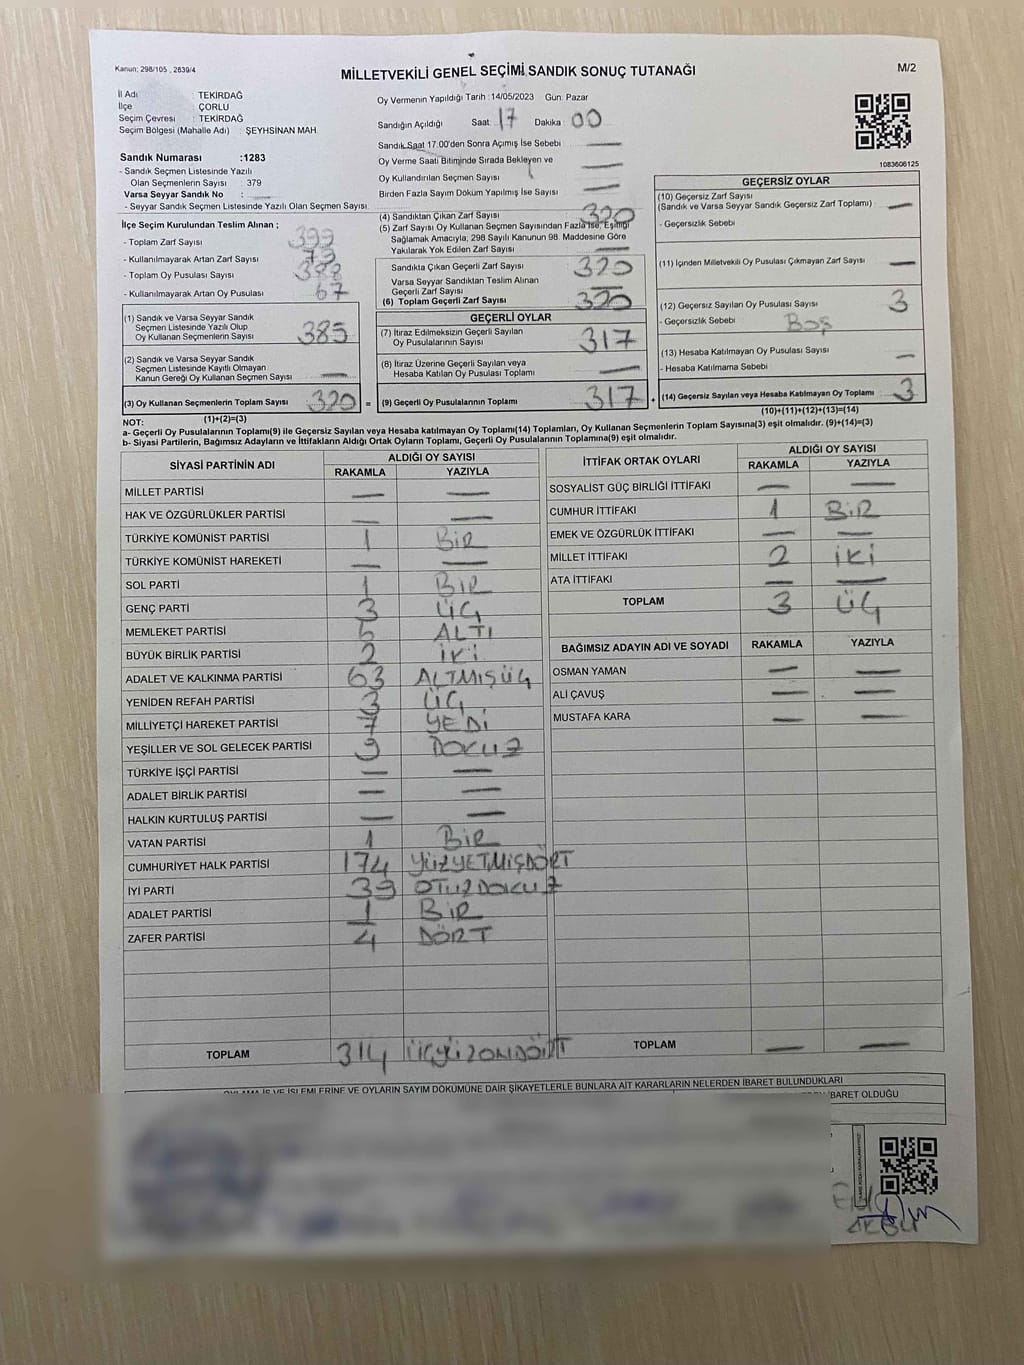 Kanun: 298/105 , 2839/4
MİLLETVEKİLİ GENEL SEÇİMİ SANDIK SONUÇ TUTANAĞI
M/2
İl Adı : TEKİRDAĞ
İlçe : ÇORLU
Seçim Çevresi : TEKİRDAĞ
Seçim Bölgesi (Mahalle Adı) : ŞEYHSİNAN MAH.
Sandık Numarası :1283
- Sandık Seçmen Listesinde Yazılı
Olan Seçmenlerin Sayısı : 379
Varsa Seyyar Sandık No :
- Seyyar Sandık Seçmen Listesinde Yazılı Olan Seçmen Sayısı
Oy Vermenin Yapıldığı Tarih :14/05/2023 Gün: Pazar
Sandığın Açıldığı Saat: 17 Dakika 00
Sandık Saat 17.00'den Sonra Açımış İse Sebebi —
Oy Verme Saati Bitiminde Sırada Bekleyen ve
Oy Kullandırılan Seçmen Sayısı —
Birden Fazla Sayım Döküm Yapılmış İse Sayısı —
1083606125
İlçe Seçim Kurulundan Teslim Alınan ;
- Toplam Zarf Sayısı 399
- Kullanılmayarak Artan Zarf Sayısı 79
- Toplam Oy Pusulası Sayısı
- Kullanılmayarak Artan Oy Pusulası 67
(1) Sandık ve Varsa Seyyar Sandık
Seçmen Listesinde Yazılı Olup
Oy Kullanan Seçmenlerin Sayısı 385
(2) Sandık ve Varsa Seyyar Sandık
Seçmen Listesinde Kayıtlı Olmayan
Kanun Gereği Oy Kullanan Seçmen Sayısı —
(3) Oy Kullanan Seçmenlerin Toplam Sayısı 320 =
(1)+(2)=(3)
(4) Sandıktan Çıkan Zarf Sayısı 320
(5) Zarf Sayısı Oy Kullanan Seçmen Sayısından Fazla İse, Eşitliği
Sağlamak Amacıyla, 298 Sayılı Kanunun 98. Maddesine Göre
Yakılarak Yok Edilen Zarf Sayısı —
Sandıkta Çıkan Geçerli Zarf Sayısı 320
Varsa Seyyar Sandıktan Teslim Alınan
Geçerli Zarf Sayısı —
(6) Toplam Geçerli Zarf Sayısı 320
GEÇERLİ OYLAR
(7) İtiraz Edilmeksizin Geçerli Sayılan
Oy Pusulalarının Sayısı 317
(8) İtiraz Üzerine Geçerli Sayılan veya
Hesaba Katılan Oy Pusulası Toplamı —
(9) Geçerli Oy Pusulalarının Toplamı 317 +
GEÇERSİZ OYLAR
(10) Geçersiz Zarf Sayısı
(Sandık ve Varsa Seyyar Sandık Geçersiz Zarf Toplamı) —
- Geçersizlik Sebebi
(11) İçinden Milletvekili Oy Pusulası Çıkmayan Zarf Sayısı —
(12) Geçersiz Sayılan Oy Pusulası Sayısı 3
- Geçersizlik Sebebi BOŞ
(13) Hesaba Katılmayan Oy Pusulası Sayısı —
- Hesaba Katılmama Sebebi
(14) Geçersiz Sayılan veya Hesaba Katılmayan Oy Toplamı 3
(10)+(11)+(12)+(13)=(14)
NOT:
a- Geçerli Oy Pusulalarının Toplamı(9) ile Geçersiz Sayılan veya Hesaba katılmayan Oy Toplamı(14) Toplamları, Oy Kullanan Seçmenlerin Toplam Sayısına(3) eşit olmalıdır. (9)+(14)=(3)
b- Siyasi Partilerin, Bağımsız Adayların ve İttifakların Aldığı Ortak Oyların Toplamı, Geçerli Oy Pusulalarının Toplamına(9) eşit olmalıdır.
SİYASİ PARTİNİN ADI ALDIĞI OY SAYISI
RAKAMLA YAZIYLA
MİLLET PARTİSİ — —
HAK VE ÖZGÜRLÜKLER PARTİSİ — —
TÜRKİYE KOMÜNİST PARTİSİ 1 BİR
TÜRKİYE KOMÜNİST HAREKETİ — —
SOL PARTİ 1 BİR
GENÇ PARTİ 3 ÜÇ
MEMLEKET PARTİSİ 6 ALTI
BÜYÜK BİRLİK PARTİSİ 2 İKİ
ADALET VE KALKINMA PARTİSİ 63 ALTMIŞÜÇ
YENİDEN REFAH PARTİSİ 3 ÜÇ
MİLLİYETÇİ HAREKET PARTİSİ 7 YEDİ
YEŞİLLER VE SOL GELECEK PARTİSİ 9 DOKUZ
TÜRKİYE İŞÇİ PARTİSİ — —
ADALET BİRLİK PARTİSİ — —
HALKIN KURTULUŞ PARTİSİ — —
VATAN PARTİSİ 1 BİR
CUMHURİYET HALK PARTİSİ 174 YÜZYETMİŞDÖRT
İYİ PARTİ 39 OTUZDOKUZ
ADALET PARTİSİ 1 BİR
ZAFER PARTİSİ 4 DÖRT
TOPLAM 314 ÜÇYÜZONDÖRT
İTTİFAK ORTAK OYLARI ALDIĞI OY SAYISI
RAKAMLA YAZIYLA
SOSYALİST GÜÇ BİRLİĞİ İTTİFAKI — —
CUMHUR İTTİFAKI 1 BİR
EMEK VE ÖZGÜRLÜK İTTİFAKI — —
MİLLET İTTİFAKI 2 İKİ
ATA İTTİFAKI — —
TOPLAM 3 ÜÇ
BAĞIMSIZ ADAYIN ADI VE SOYADI RAKAMLA YAZIYLA
OSMAN YAMAN — —
ALİ ÇAVUŞ — —
MUSTAFA KARA — —
TOPLAM — —
OYLAMA İŞ VE İŞLEMLERİNE VE OYLARIN SAYIM DÖKÜMÜNE DAİR ŞİKAYETLERLE BUNLARA AİT KARARLARIN NELERDEN İBARET BULUNDUKLARI
İBARET OLDUĞU